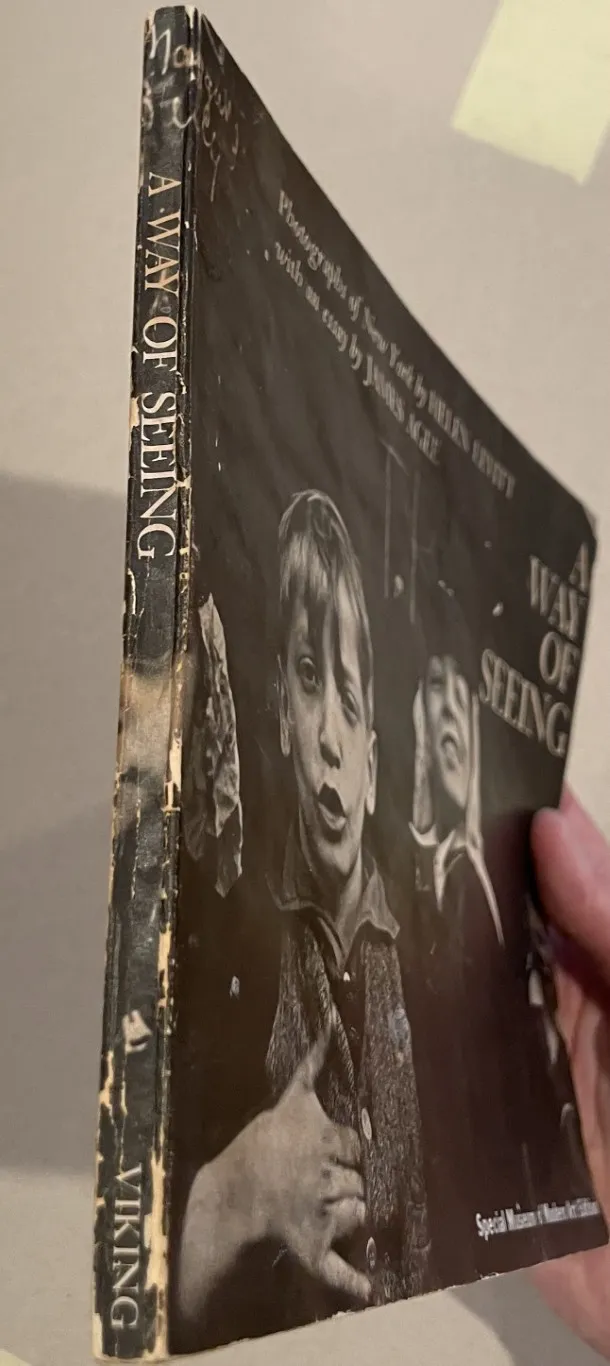 A WAY OF SEEING
VIKING
Photographs of New York by HELEN LEVITT
with an essay by JAMES AGEE
A
WAY
OF
SEEING
Special Museum of Modern Art Edition